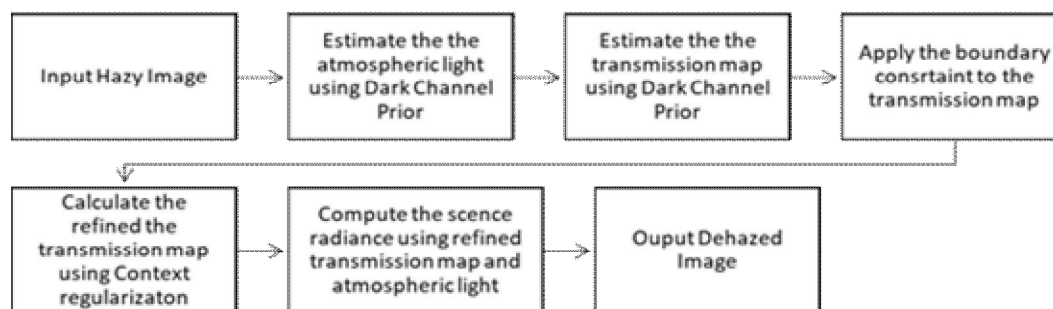 Input Hazy Image
Estimate the the
atmospheric light
using Dark Channel
Prior
Estimate the the
transmission map
using Dark Channel
Prior
Apply the boundary
consrtaint to the
transmission map
Calculate the
refined the
transmission map
using Context
regularizaton
Compute the scence
radiance using refined
transmission map and
atmospheric light
Ouput Dehazed
Image